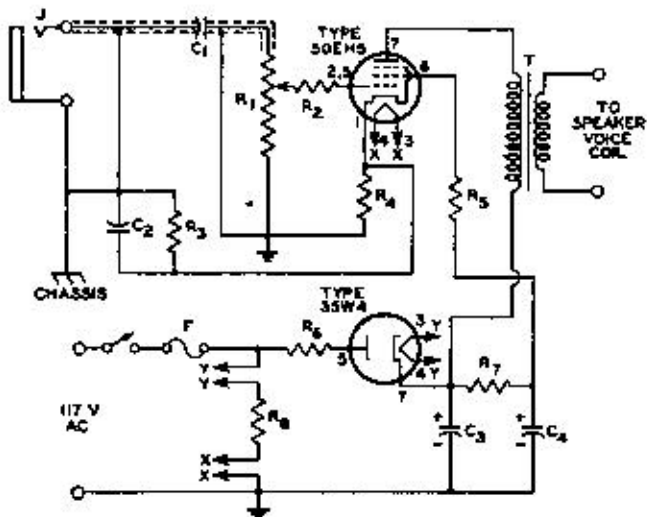 J
C1
R1
R2
TYPE
50EH5
7
2,5
6
4
3
X
X
T
TO
SPEAKER
VOICE
COIL
R4
R5
C2
R3
CHASSIS
TYPE
35W4
F
R6
5
3
Y
4
Y
7
R7
Y
Y
117 V
AC
R8
X
X
+
-
C3
+
-
C4